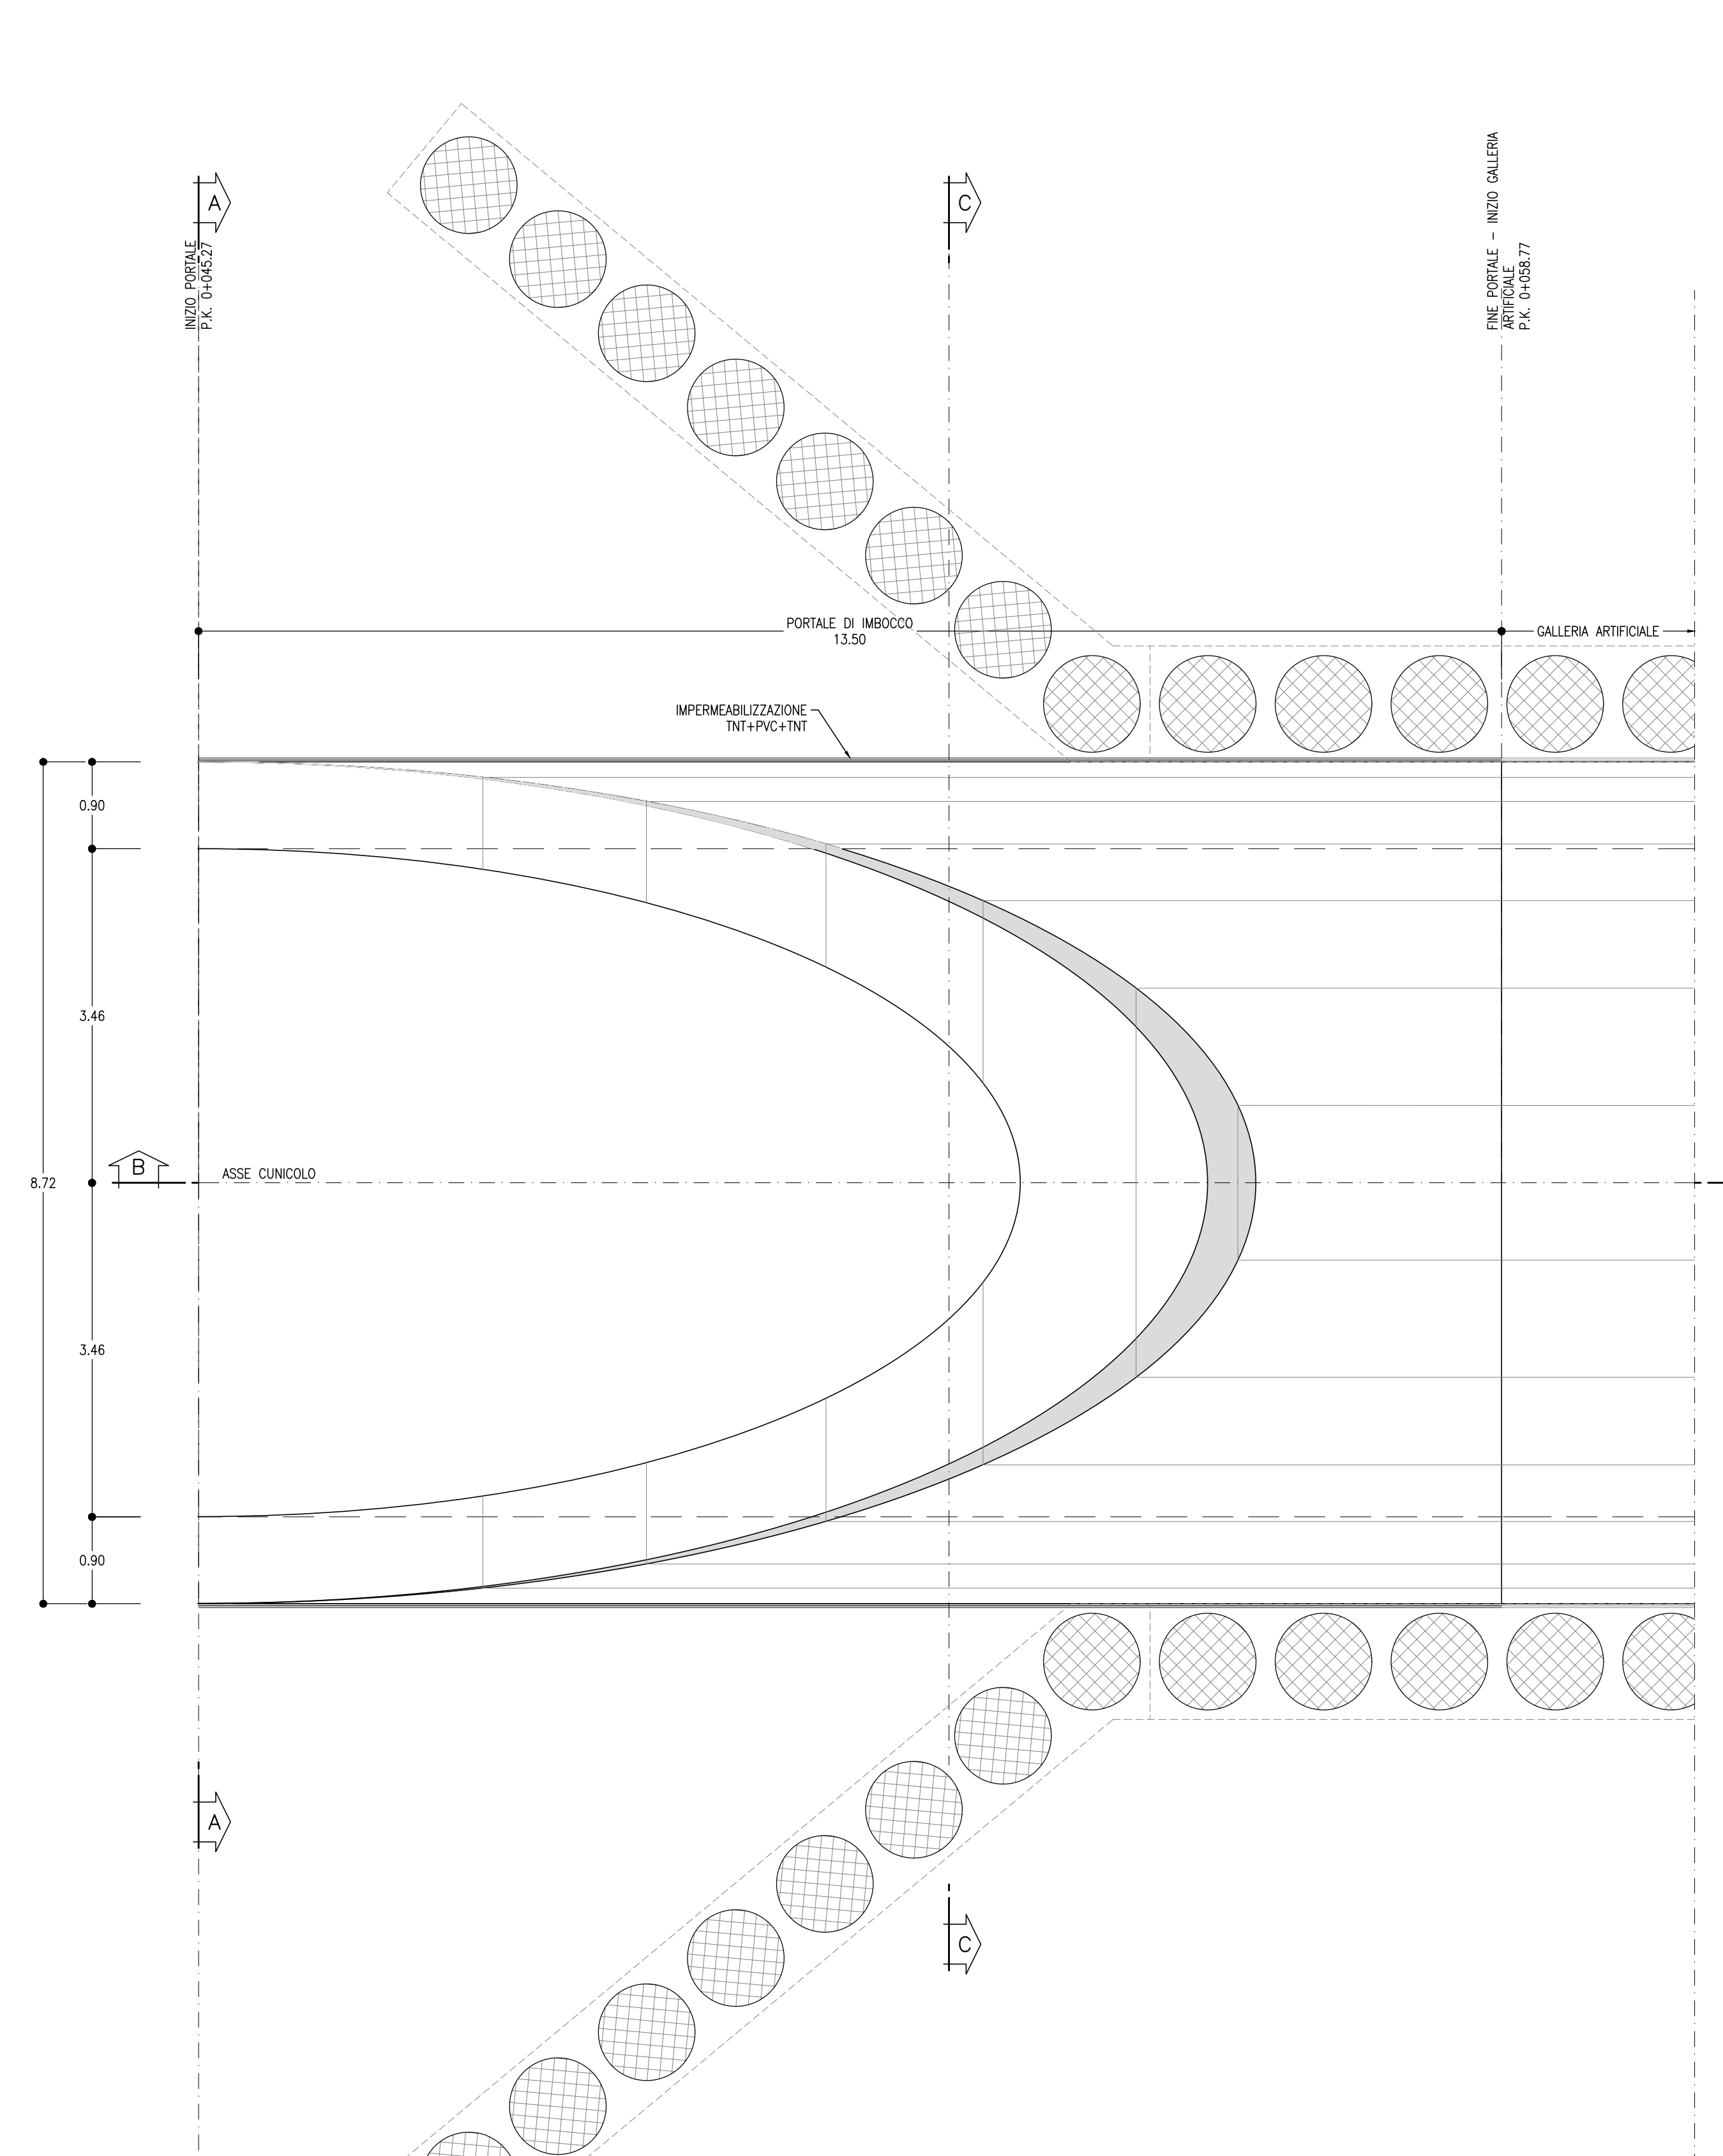 A
C
INIZIO PORTALE
P.K. 0+045.27
FINE PORTALE - INIZIO GALLERIA
ARTIFICIALE
P.K. 0+058.77
PORTALE DI IMBOCCO
13.50
GALLERIA ARTIFICIALE
IMPERMEABILIZZAZIONE
TNT+PVC+TNT
0.90
3.46
B
ASSE CUNICOLO
8.72
3.46
0.90
A
C